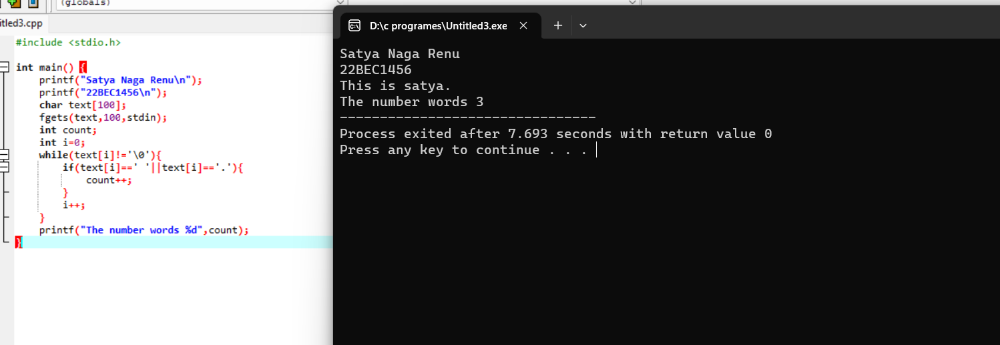 (globals)
itled3.cpp
#include <stdio.h>
int main() {
printf("Satya Naga Renu\n");
printf("22BEC1456\n");
char text[100];
fgets(text,100,stdin);
int count;
int i=0;
while(text[i]!='\0'){
if(text[i]==' '||text[i]=='.'){
count++;
}
i++;
}
printf("The number words %d",count);
}
D:\c programes\Untitled3.exe
Satya Naga Renu
22BEC1456
This is satya.
The number words 3
--------------------------------
Process exited after 7.693 seconds with return value 0
Press any key to continue . . .